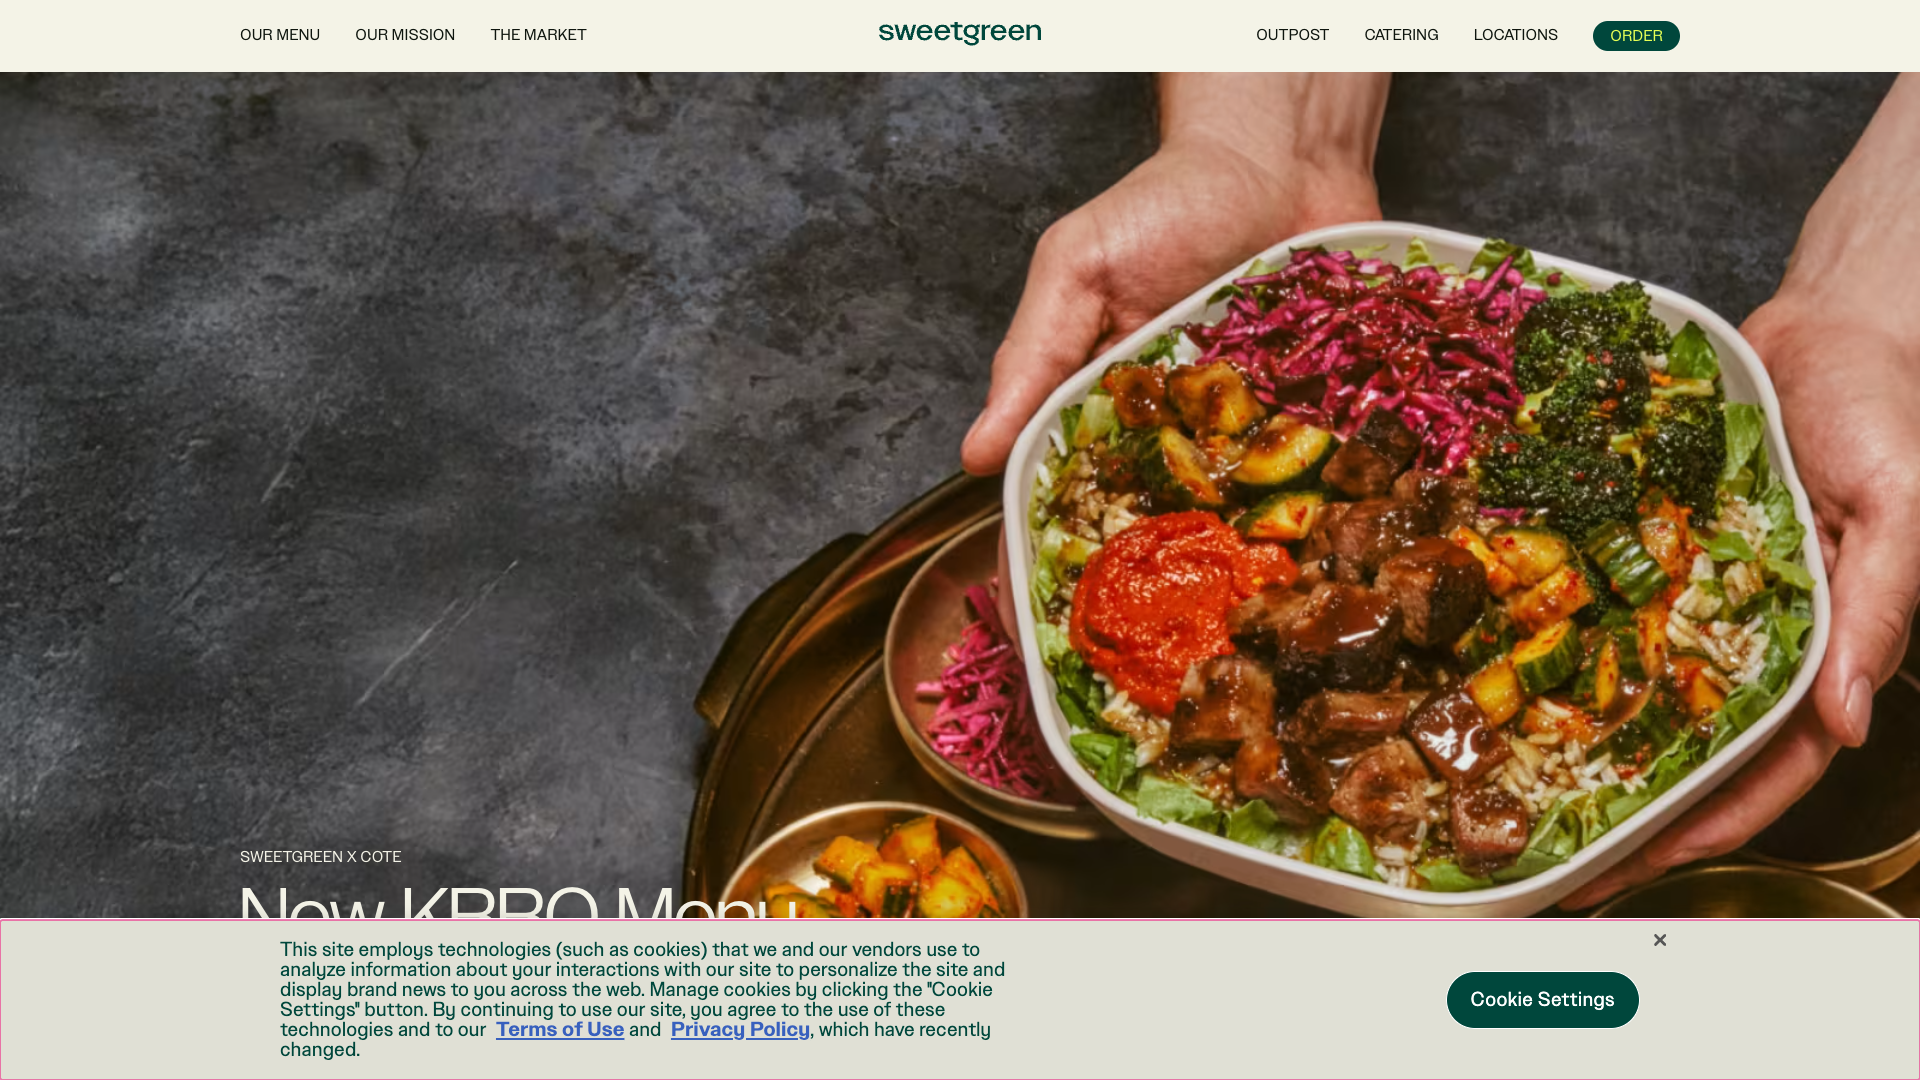 OUR MENU OUR MISSION THE MARKET sweetgreen OUTPOST CATERING LOCATIONS ORDER
SWEETGREEN X COTE
New KBBQ Menu
This site employs technologies (such as cookies) that we and our vendors use to
analyze information about your interactions with our site to personalize the site and
display brand news to you across the web. Manage cookies by clicking the "Cookie
Settings" button. By continuing to use our site, you agree to the use of these
technologies and to our Terms of Use and Privacy Policy, which have recently
changed.
Cookie Settings